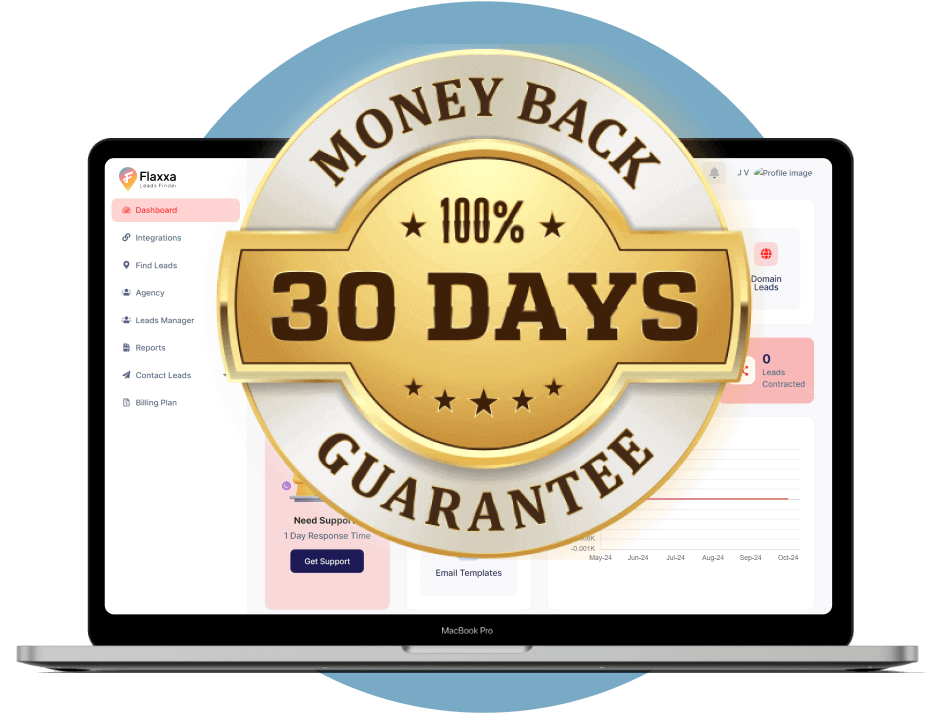 MONEY BACK
100%
30 DAYS
GUARANTEE
Flaxxa
Leads Finder
Dashboard
Integrations
Find Leads
Agency
Leads Manager
Reports
Contact Leads
Billing Plan
J V
Profile image
Domain
Leads
0
Leads
Contracted
Need Support
1 Day Response Time
Get Support
Email Templates
-0.001K
May-24 Jun-24 Jul-24 Aug-24 Sep-24 Oct-24
MacBook Pro